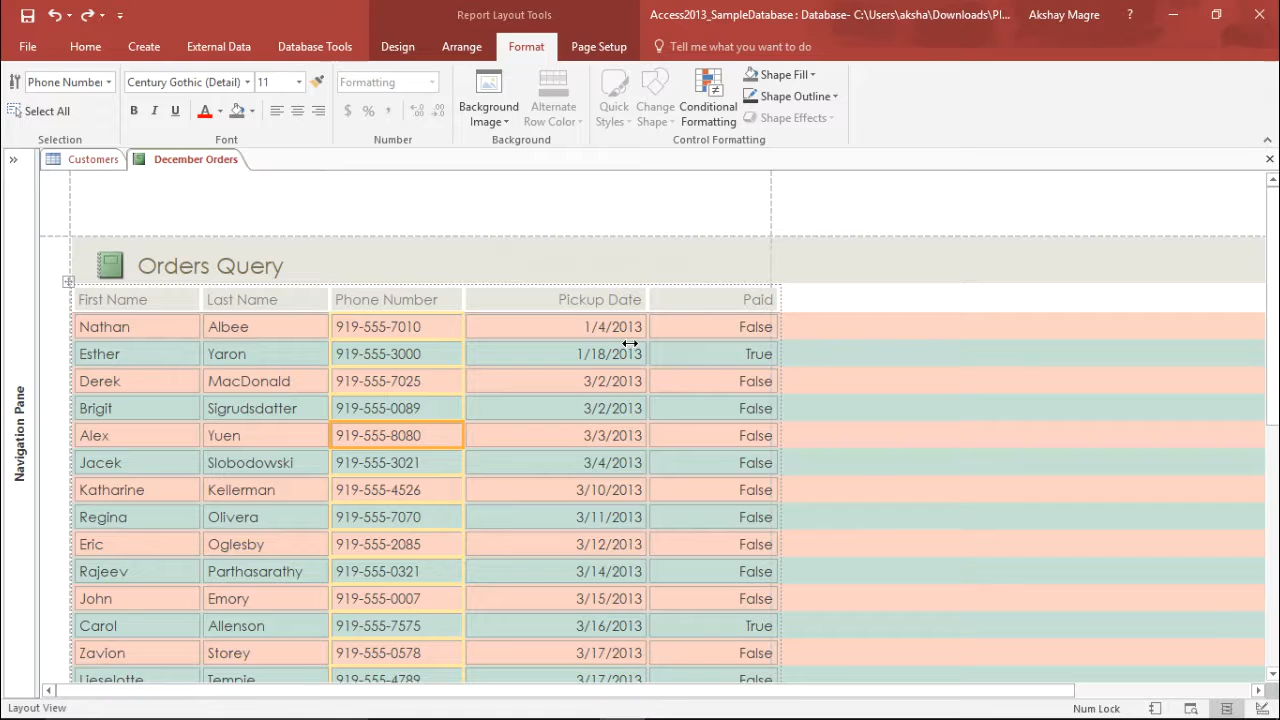 Report Layout Tools
Access2013_SampleDatabase : Database- C:\Users\aksha\Downloads\Pl...
Akshay Magre
?
File
Home
Create
External Data
Database Tools
Design
Arrange
Format
Page Setup
Tell me what you want to do
Phone Number
Century Gothic (Detail)
11
Formatting
Select All
B I U A
$ % ,
Selection
Font
Number
Background Image
Alternate Row Color
Background
Quick Styles
Change Shape
Conditional Formatting
Shape Fill
Shape Outline
Shape Effects
Control Formatting
Customers
December Orders
Navigation Pane
Orders Query
First Name Last Name Phone Number Pickup Date Paid
Nathan Albee 919-555-7010 1/4/2013 False
Esther Yaron 919-555-3000 1/18/2013 True
Derek MacDonald 919-555-7025 3/2/2013 False
Brigit Sigrudsdatter 919-555-0089 3/2/2013 False
Alex Yuen 919-555-8080 3/3/2013 False
Jacek Slobodowski 919-555-3021 3/4/2013 False
Katharine Kellerman 919-555-4526 3/10/2013 False
Regina Olivera 919-555-7070 3/11/2013 False
Eric Oglesby 919-555-2085 3/12/2013 False
Rajeev Parthasarathy 919-555-0321 3/14/2013 False
John Emory 919-555-0007 3/15/2013 False
Carol Allenson 919-555-7575 3/16/2013 True
Zavion Storey 919-555-0578 3/17/2013 False
Lieselotte Temple 919-555-4789 3/17/2013 False
Layout View
Num Lock